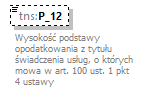 tns:P_12
Wysokość podstawy
opodatkowania z tytułu
świadczenia usług, o których
mowa w art. 100 ust. 1 pkt
4 ustawy